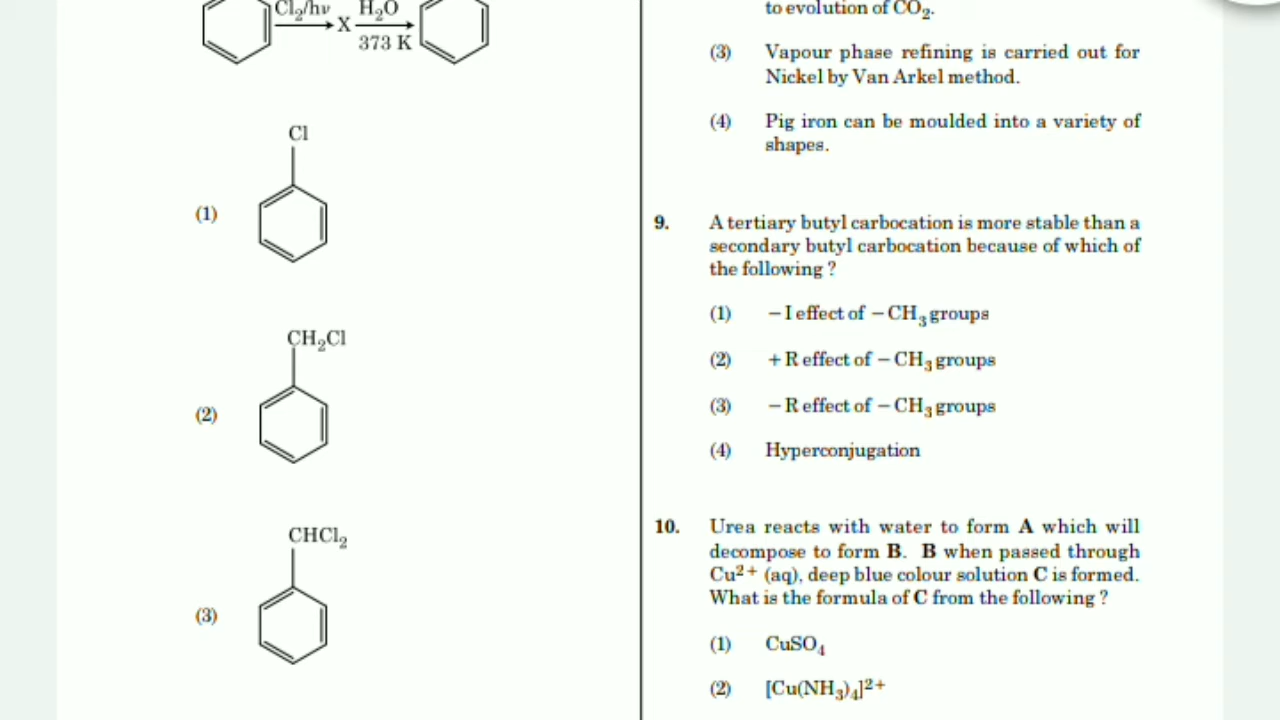 Cl₂/hν X H₂O
373 K
(1) Cl
(2) CH₂Cl
(3) CHCl₂
to evolution of CO₂.
(3) Vapour phase refining is carried out for
Nickel by Van Arkel method.
(4) Pig iron can be moulded into a variety of
shapes.
9. A tertiary butyl carbocation is more stable than a
secondary butyl carbocation because of which of
the following ?
(1) – I effect of – CH₃ groups
(2) + R effect of – CH₃ groups
(3) – R effect of – CH₃ groups
(4) Hyperconjugation
10. Urea reacts with water to form A which will
decompose to form B. B when passed through
Cu²⁺ (aq), deep blue colour solution C is formed.
What is the formula of C from the following ?
(1) CuSO₄
(2) [Cu(NH₃)₄]²⁺